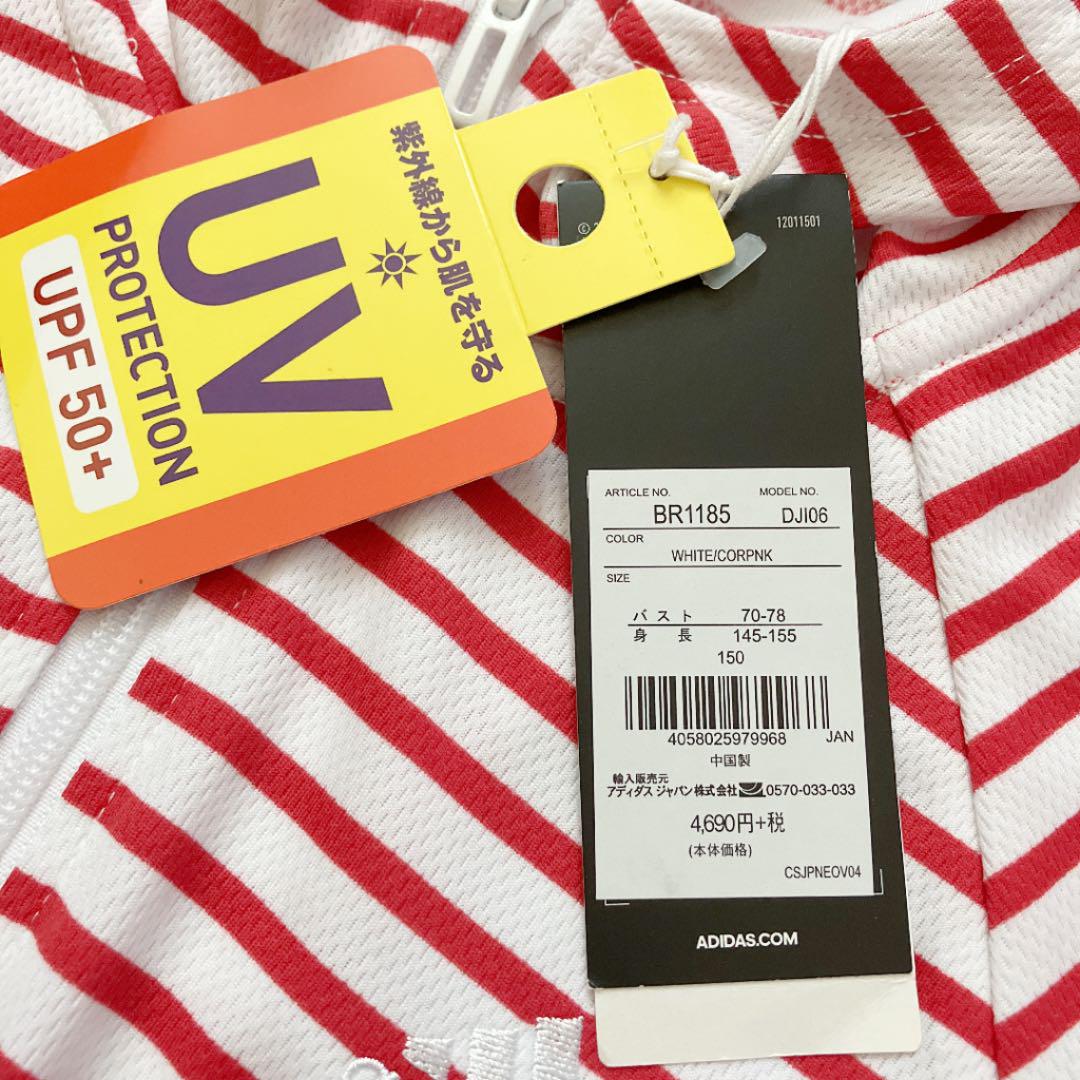 紫外線から肌を守る
UV
PROTECTION
UPF 50+
12011501
ARTICLE NO. MODEL NO.
BR1185 DJI06
COLOR
WHITE/CORPNK
SIZE
バスト 70-78
身長 145-155
150
4058025979968 JAN
中国製
輸入販売元
アディダス ジャパン株式会社 0570-033-033
4,690円+税
(本体価格)
CSJPNEOV04
ADIDAS.COM